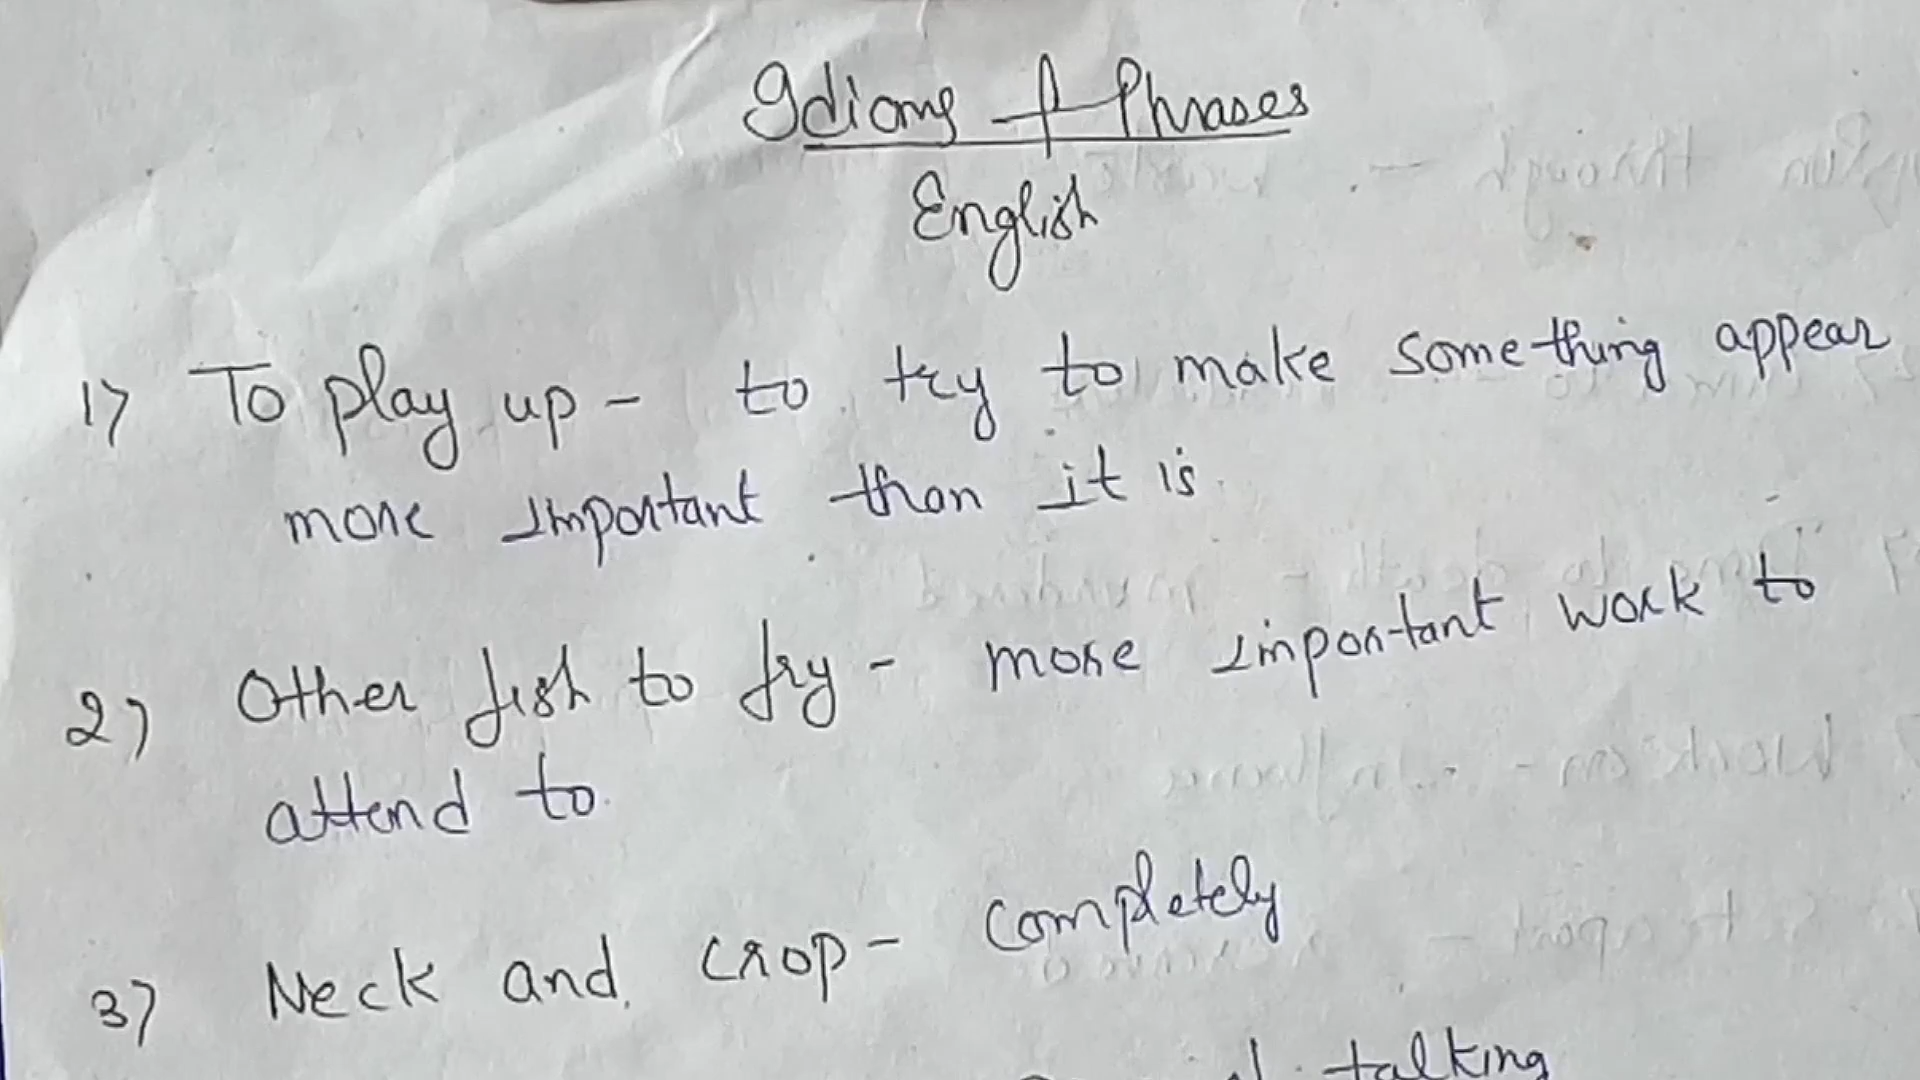 Idioms & Phrases
English
1) To play up - to try to make something appear
more important than it is.
2) Other fish to fry - more important work to
attend to.
3) Neck and crop - completely
talking